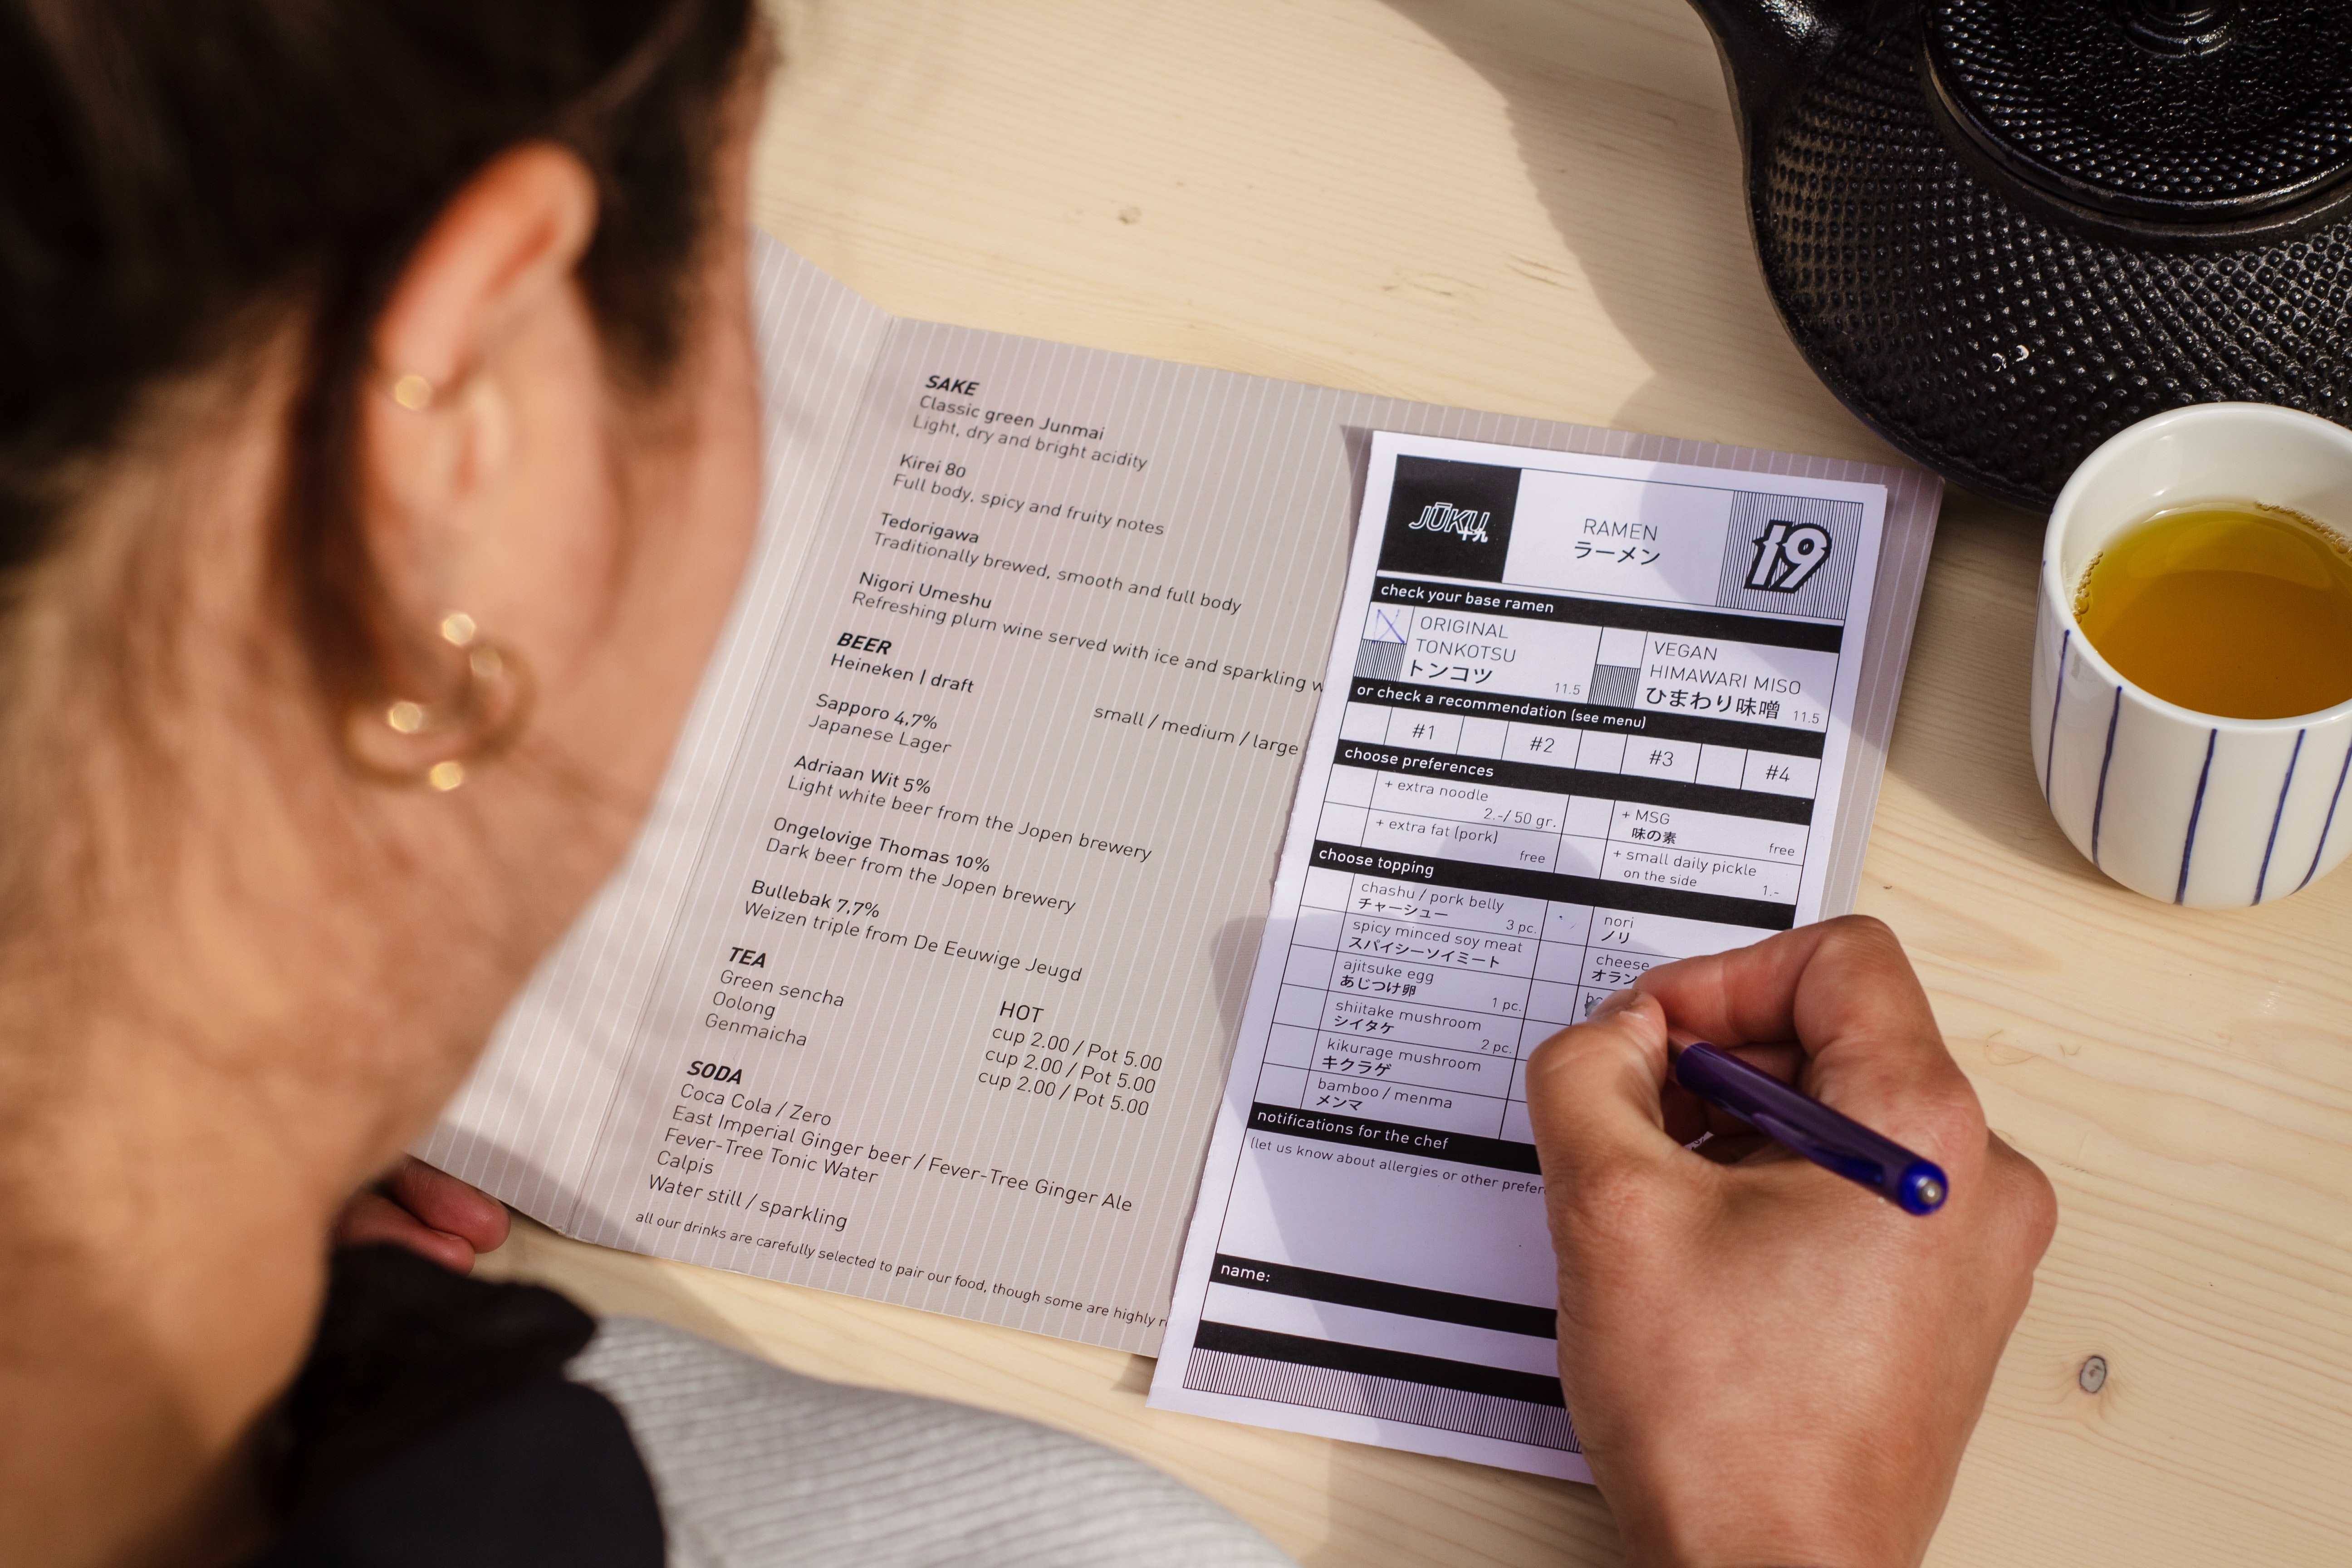 SAKE
Classic green Junmai
Light, dry and bright acidity
Kirei 80
Full body, spicy and fruity notes
Tedorigawa
Traditionally brewed, smooth and full body
Nigori Umeshu
Refreshing plum wine served with ice and sparkling
BEER
Heineken | draft
small / medium / large
Sapporo 4,7%
Japanese Lager
Adriaan Wit 5%
Light white beer from the Jopen brewery
Ongelovige Thomas 10%
Dark beer from the Jopen brewery
Bullebak 7,7%
Weizen triple from De Eeuwige Jeugd
TEA
HOT
Green sencha cup 2.00 / Pot 5.00
Oolong cup 2.00 / Pot 5.00
Genmaicha cup 2.00 / Pot 5.00
SODA
Coca Cola / Zero
East Imperial Ginger beer / Fever-Tree Ginger Ale
Fever-Tree Tonic Water
Calpis
Water still / sparkling
all our drinks are carefully selected to pair our food, though some are highly
JŪKU
十九
RAMEN
ラーメン
19
check your base ramen
ORIGINAL
TONKOTSU
トンコツ
11.5
VEGAN
HIMAWARI MISO
ひまわり味噌 11.5
or check a recommendation (see menu)
#1 #2 #3 #4
choose preferences
+ extra noodle
2.-/ 50 gr.
+ MSG
味の素
free
+ extra fat (pork)
free
+ small daily pickle
on the side
1.-
choose topping
chashu / pork belly
チャーシュー
3 pc.
nori
ノリ
spicy minced soy meat
スパイシーソイミート
cheese
オラン
ajitsuke egg
あじつけ卵
1 pc.
shiitake mushroom
シイタケ
2 pc.
kikurage mushroom
キクラゲ
bamboo / menma
メンマ
notifications for the chef
(let us know about allergies or other
name: